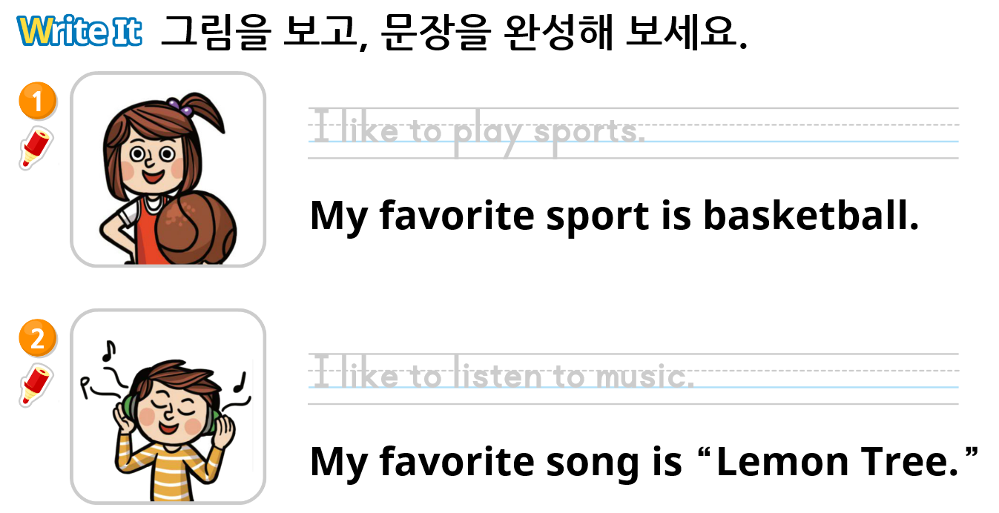 Write It 그림을 보고, 문장을 완성해 보세요.
1
I like to play sports.
My favorite sport is basketball.
2
I like to listen to music.
My favorite song is “Lemon Tree.”